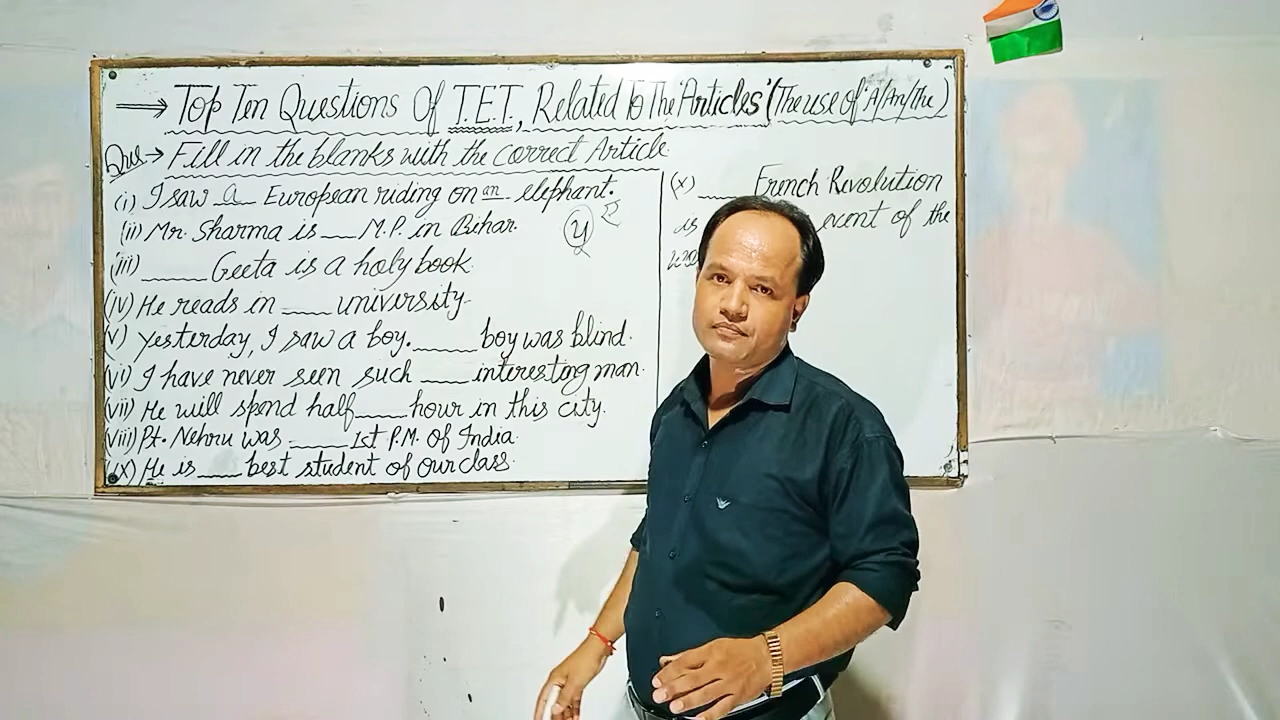 → Top Ten Questions Of T.E.T., Related To The 'Articles' (The use of 'A/An/The')
Que→ Fill in the blanks with the correct Article
(i) I saw a European riding on an elephant.
(ii) Mr. Sharma is ___ M.P. in Bihar.
y
(iii) ___ Geeta is a holy book.
(iv) He reads in ___ university.
(v) Yesterday, I saw a boy. ___ boy was blind.
(vi) I have never seen such ___ interesting man.
(vii) He will spend half ___ hour in this city.
(viii) Pt. Nehru was ___ 1st P.M. of India.
(ix) He is ___ best student of our class.
(x) ___ French Revolution
is event of the